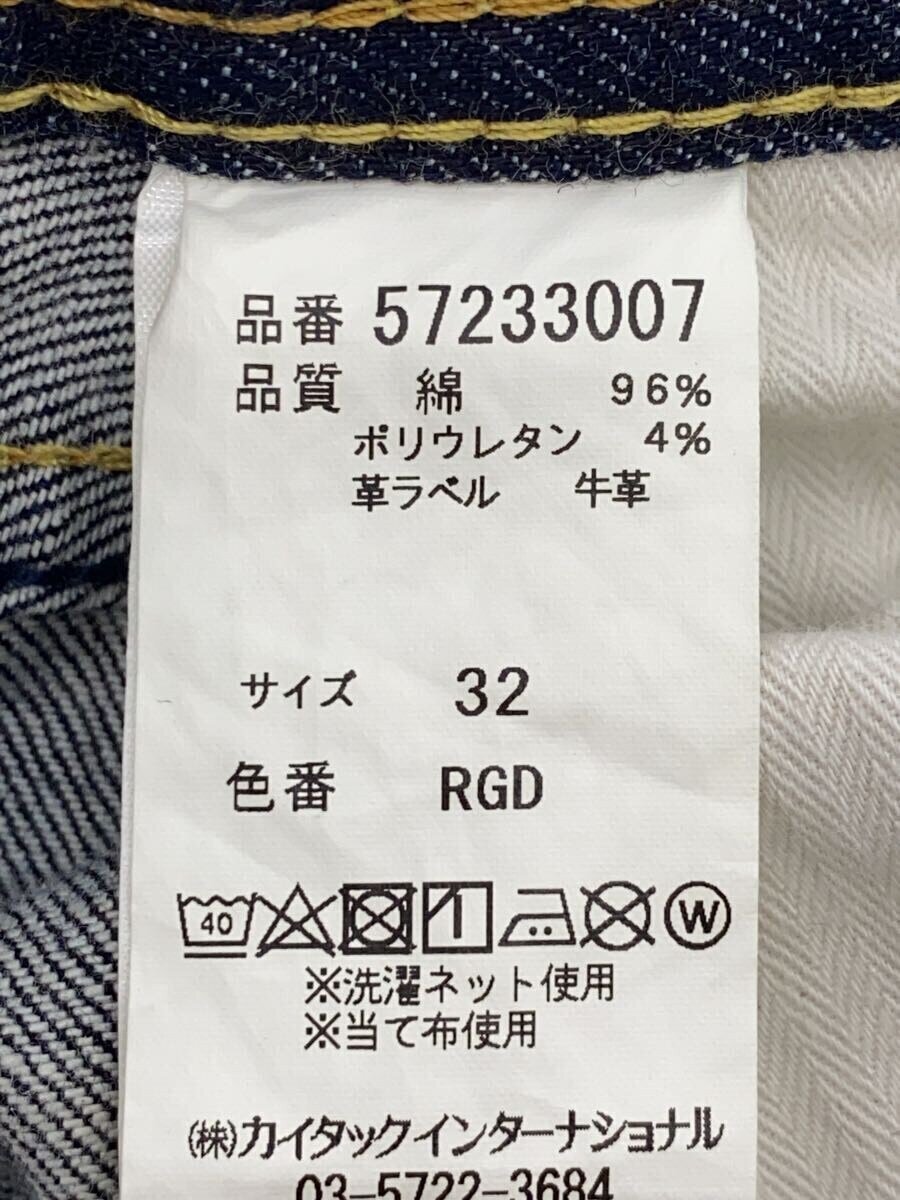 品番 57233007
品質 綿 96%
ポリウレタン 4%
革ラベル 牛革
サイズ 32
色番 RGD
40 W
※洗濯ネット使用
※当て布使用
㈱カイタックインターナショナル
03-5722-3684